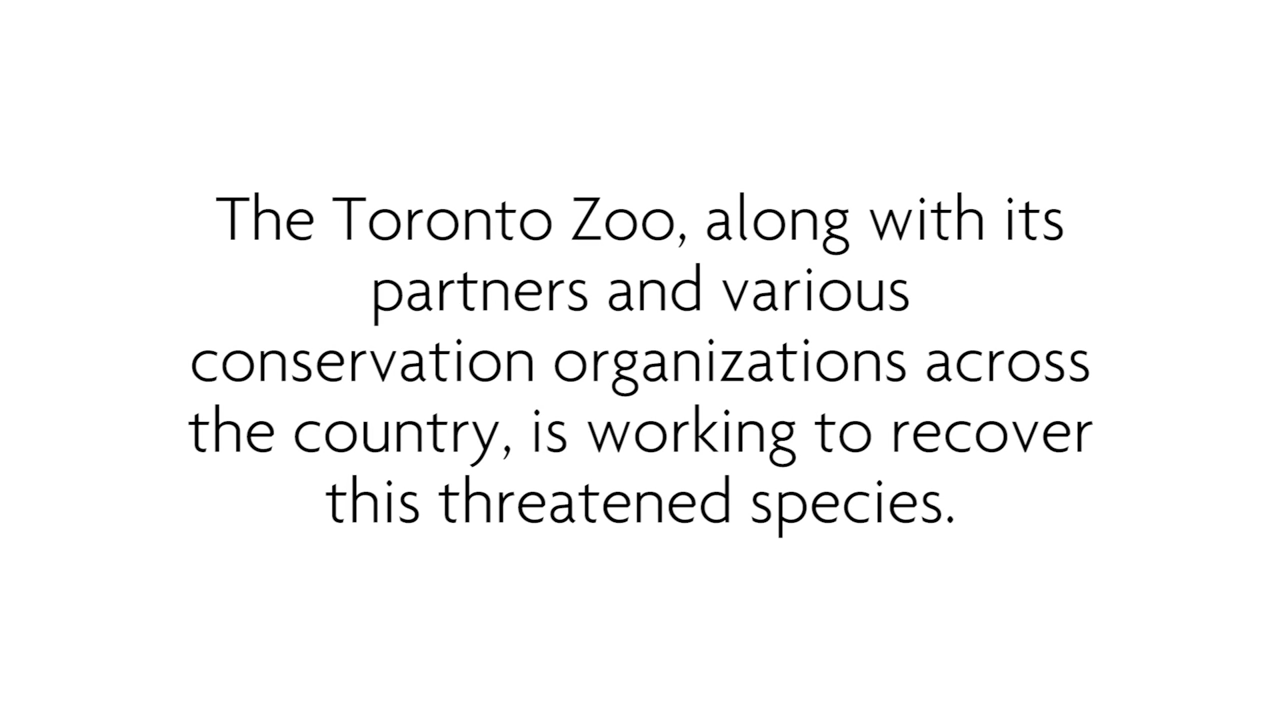 The Toronto Zoo, along with its
partners and various
conservation organizations across
the country, is working to recover
this threatened species.